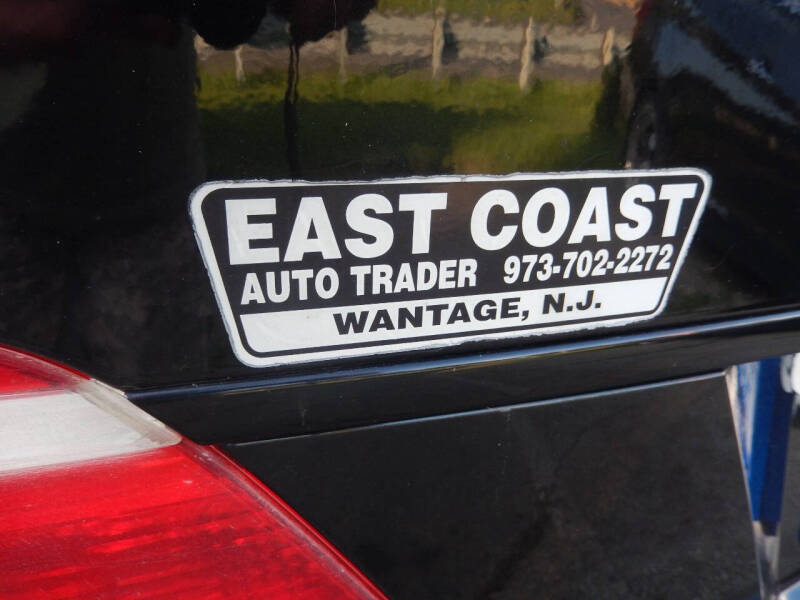 EAST COAST
AUTO TRADER 973-702-2272
WANTAGE, N.J.